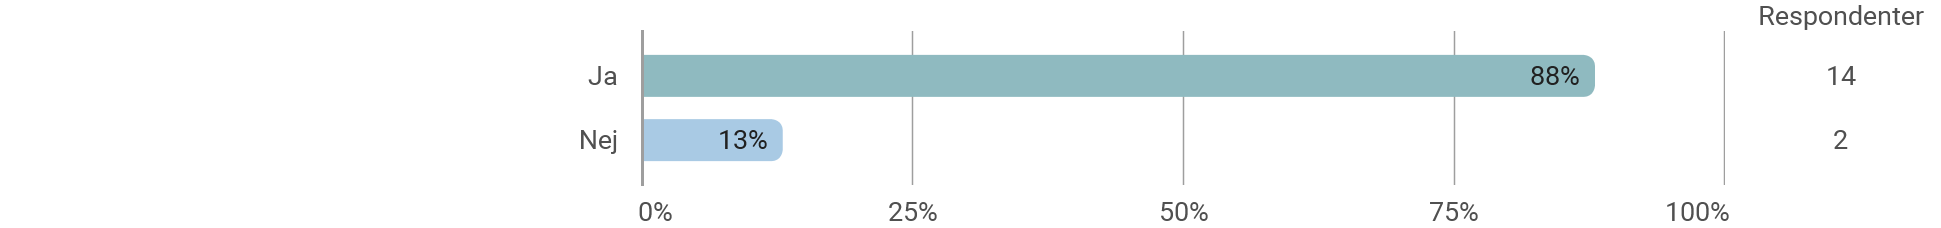 Respondenter
Ja 88% 14
Nej 13% 2
0% 25% 50% 75% 100%